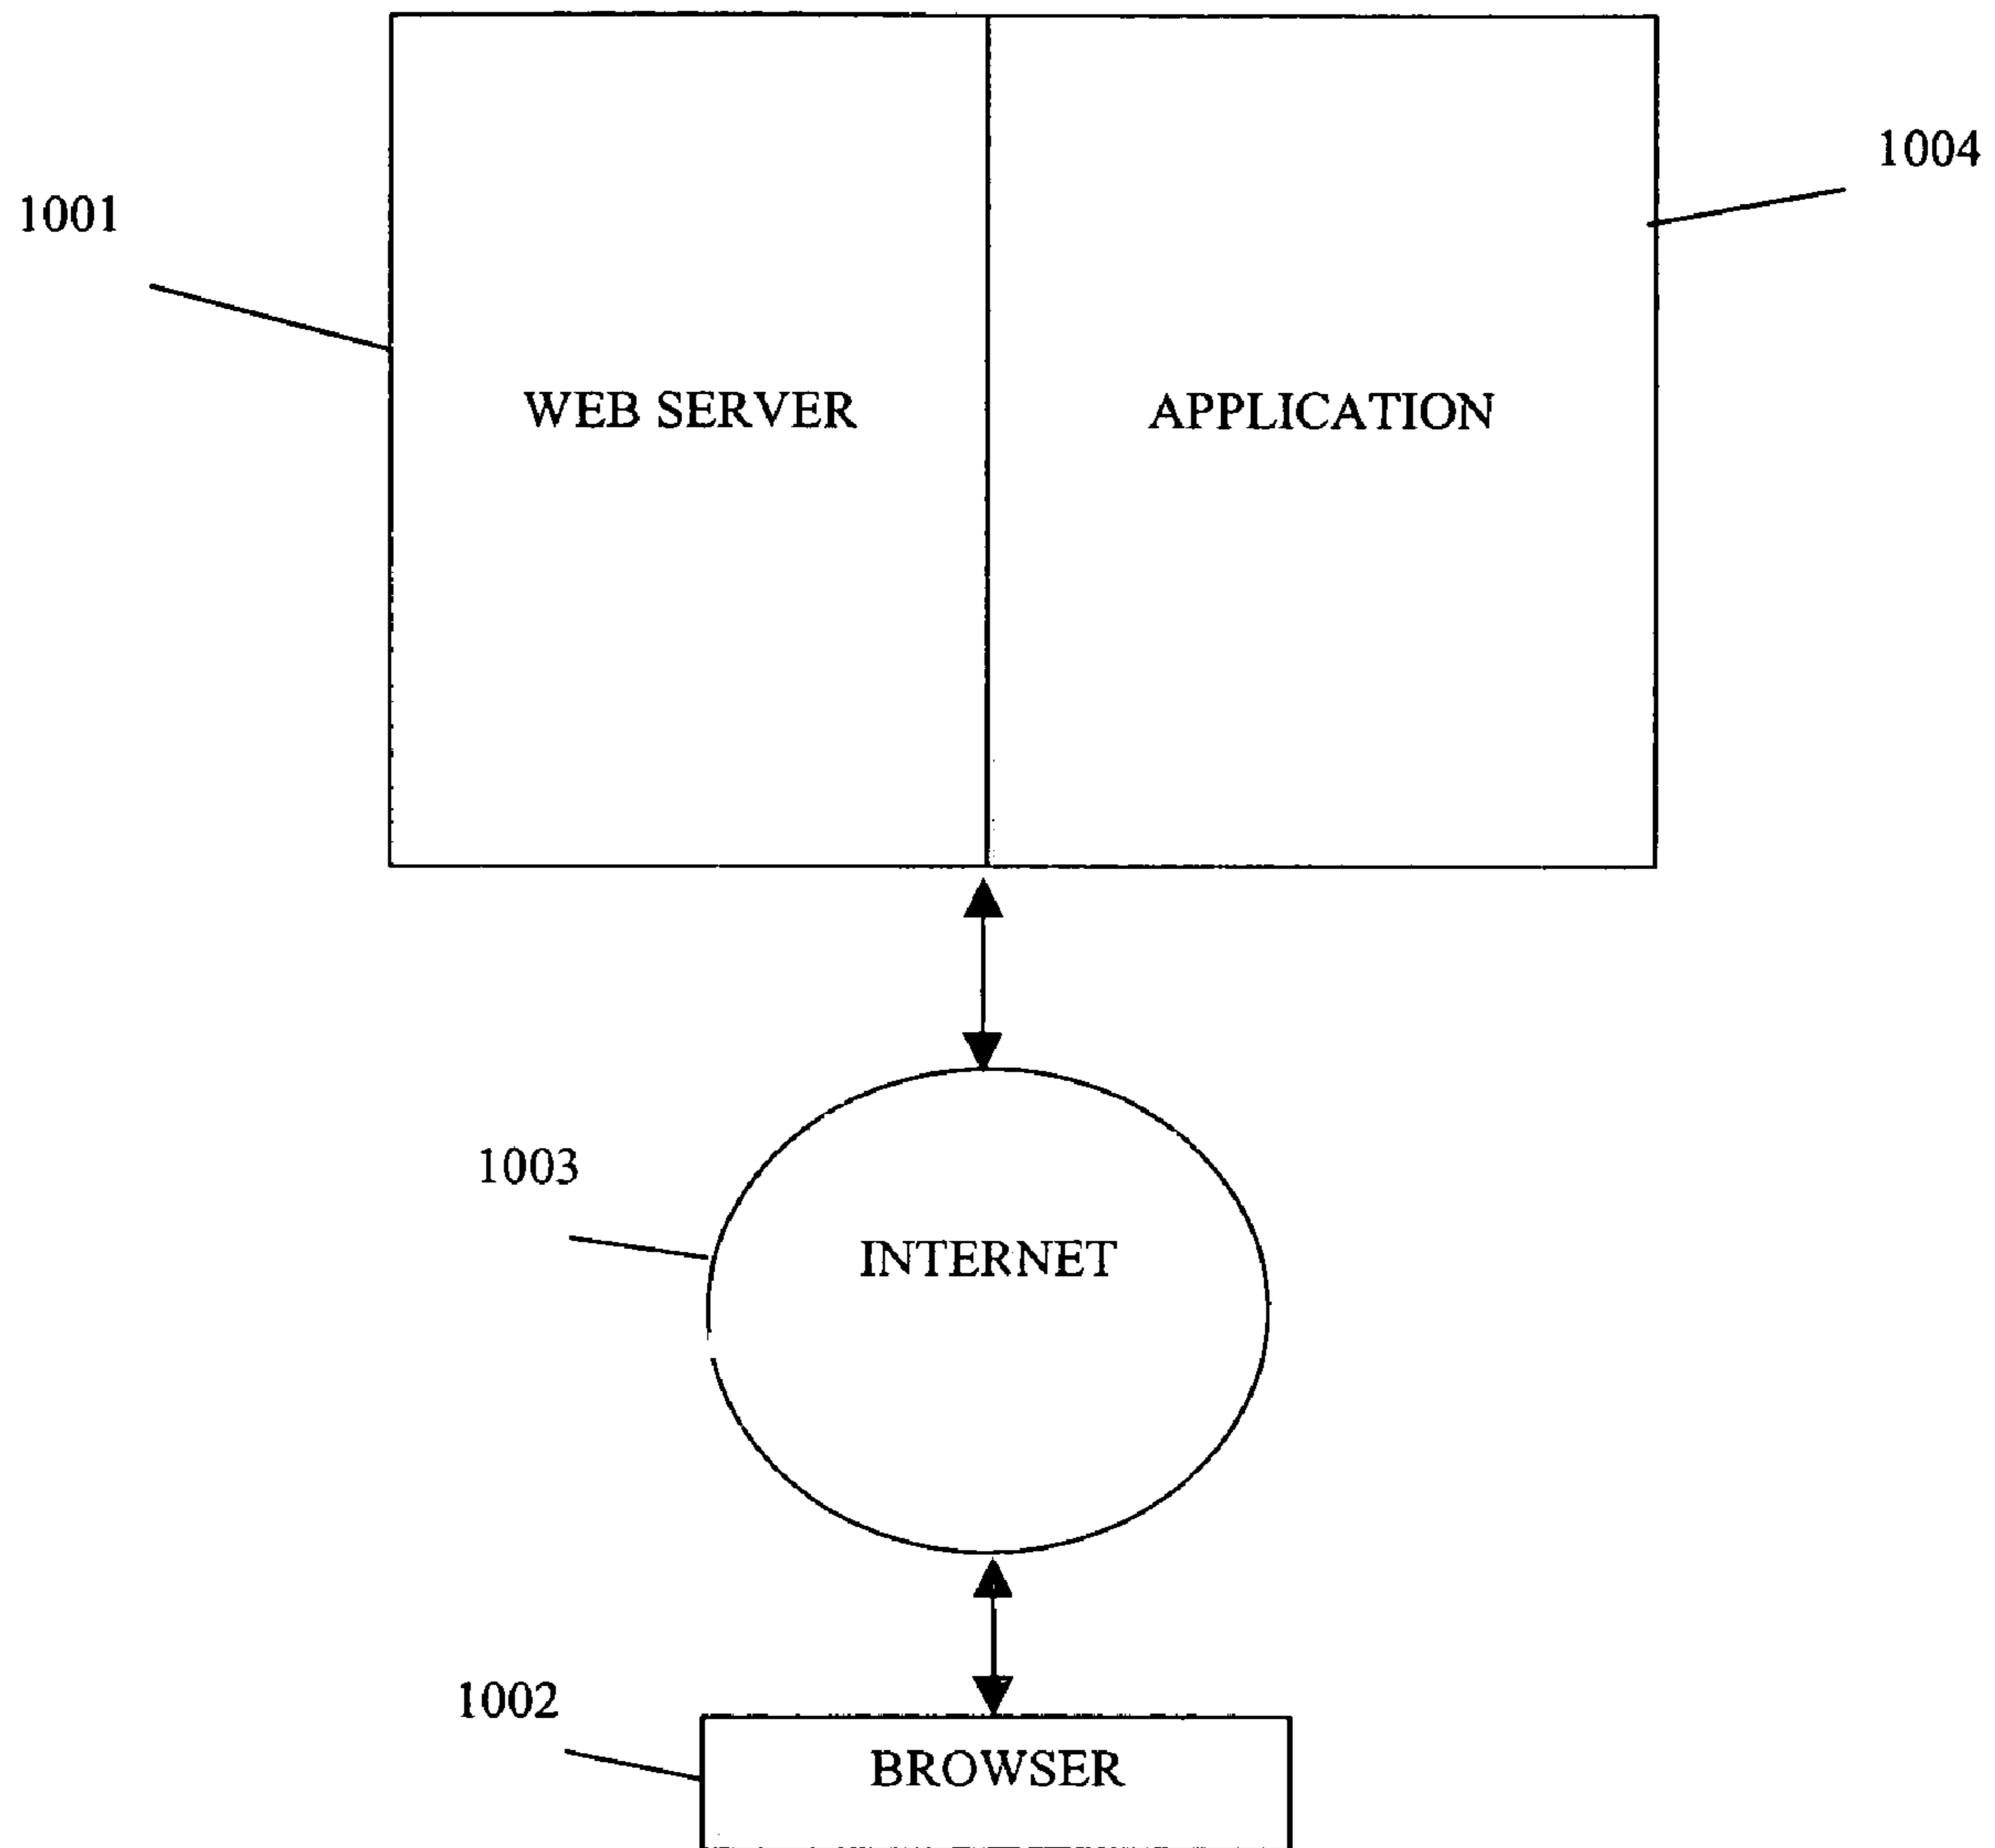 1004
1001
WEB SERVER
APPLICATION
1003
INTERNET
1002
BROWSER